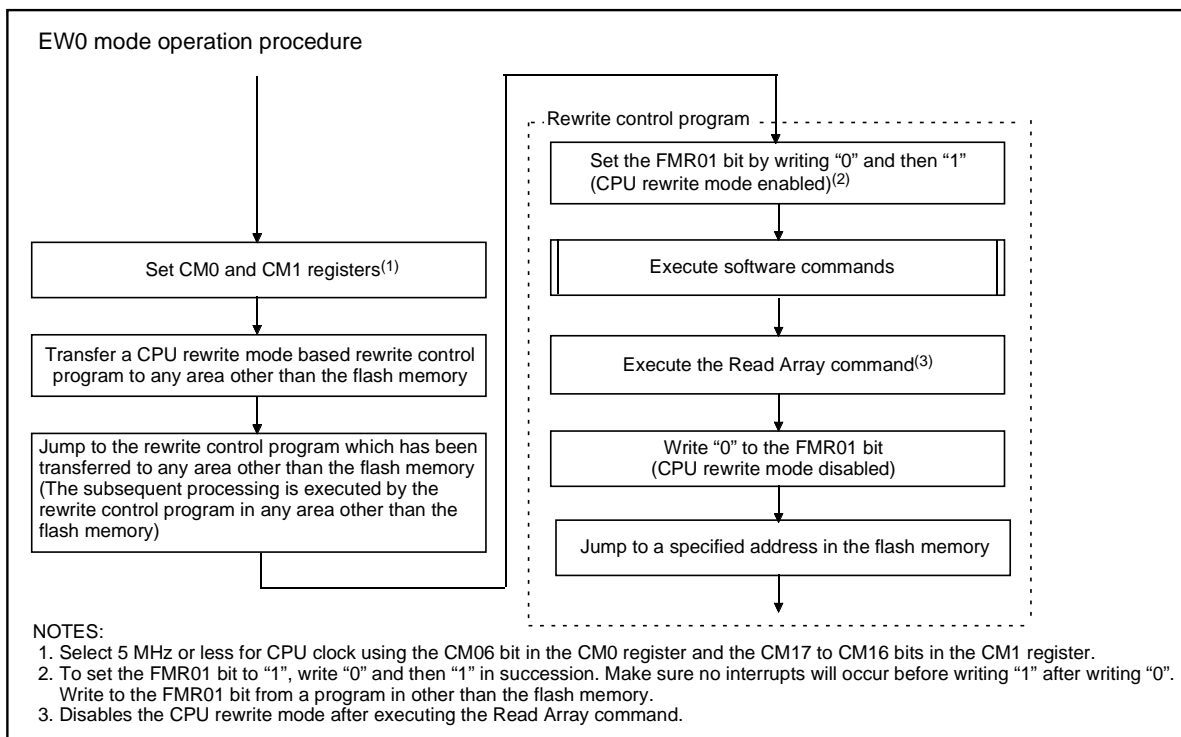 EW0 mode operation procedure
Set CM0 and CM1 registers(1)
Transfer a CPU rewrite mode based rewrite control
program to any area other than the flash memory
Jump to the rewrite control program which has been
transferred to any area other than the flash memory
(The subsequent processing is executed by the
rewrite control program in any area other than the
flash memory)
Rewrite control program
Set the FMR01 bit by writing “0” and then “1”
(CPU rewrite mode enabled)(2)
Execute software commands
Execute the Read Array command(3)
Write “0” to the FMR01 bit
(CPU rewrite mode disabled)
Jump to a specified address in the flash memory
NOTES:
1. Select 5 MHz or less for CPU clock using the CM06 bit in the CM0 register and the CM17 to CM16 bits in the CM1 register.
2. To set the FMR01 bit to “1”, write “0” and then “1” in succession. Make sure no interrupts will occur before writing “1” after writing “0”.
Write to the FMR01 bit from a program in other than the flash memory.
3. Disables the CPU rewrite mode after executing the Read Array command.